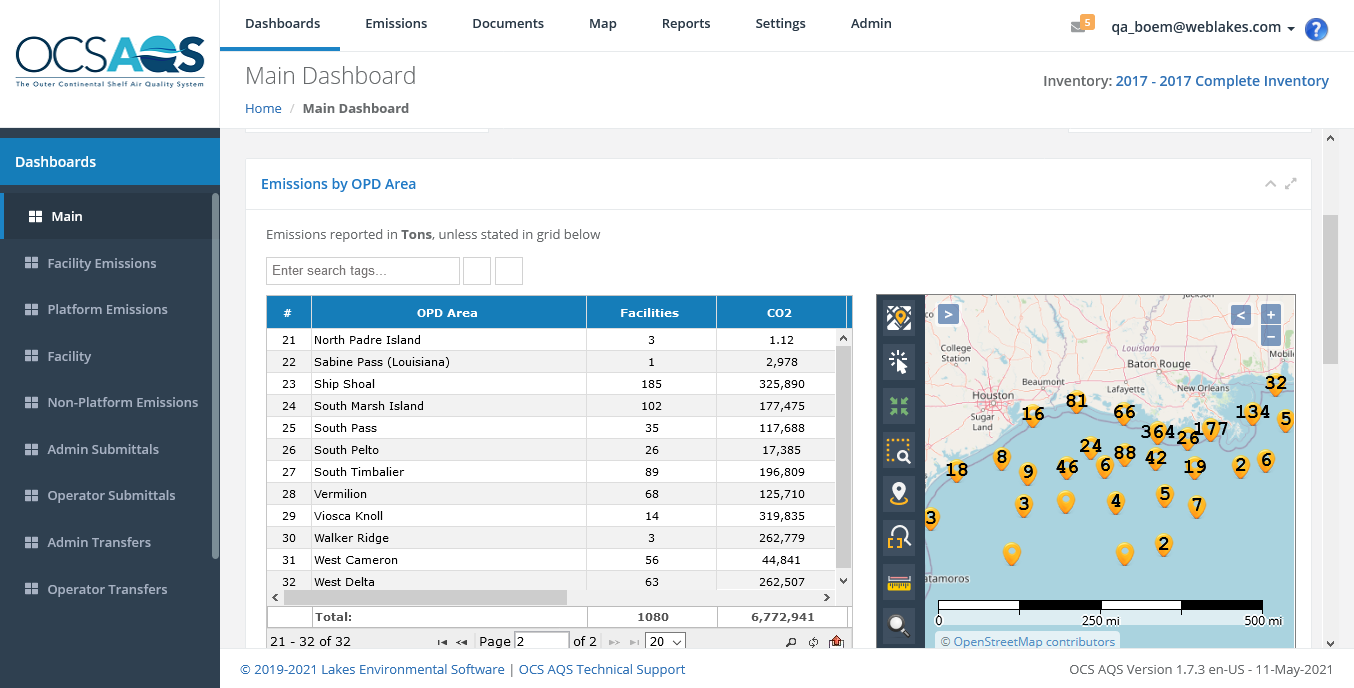 OCSAQS
The Outer Continental Shelf Air Quality System
Dashboards Emissions Documents Map Reports Settings Admin
5 qa_boem@weblakes.com ?
Main Dashboard
Home / Main Dashboard
Inventory: 2017 - 2017 Complete Inventory
Dashboards
Main
Facility Emissions
Platform Emissions
Facility
Non-Platform Emissions
Admin Submittals
Operator Submittals
Admin Transfers
Operator Transfers
Emissions by OPD Area
Emissions reported in Tons, unless stated in grid below
Enter search tags...
# OPD Area Facilities CO2
21 North Padre Island 3 1.12
22 Sabine Pass (Louisiana) 1 2,978
23 Ship Shoal 185 325,890
24 South Marsh Island 102 177,475
25 South Pass 35 117,688
26 South Pelto 26 17,385
27 South Timbalier 89 196,809
28 Vermilion 68 125,710
29 Viosca Knoll 14 319,835
30 Walker Ridge 3 262,779
31 West Cameron 56 44,841
32 West Delta 63 262,507
Total: 1080 6,772,941
21 - 32 of 32 Page 2 of 2 20
> < + −
Jackson
co
College
Station
Louisiana
Baton Rouge
Mobil
Beaumont
Lafayette
New Orleans
Houston
Sugar
Land
32
81
16
66
134
5
364
26
177
24
88
42
8
18
9
46
6
19
2
6
3
4
5
7
3
2
atamoros
0 250 mi 500 mi
© OpenStreetMap contributors
© 2019-2021 Lakes Environmental Software | OCS AQS Technical Support
OCS AQS Version 1.7.3 en-US - 11-May-2021